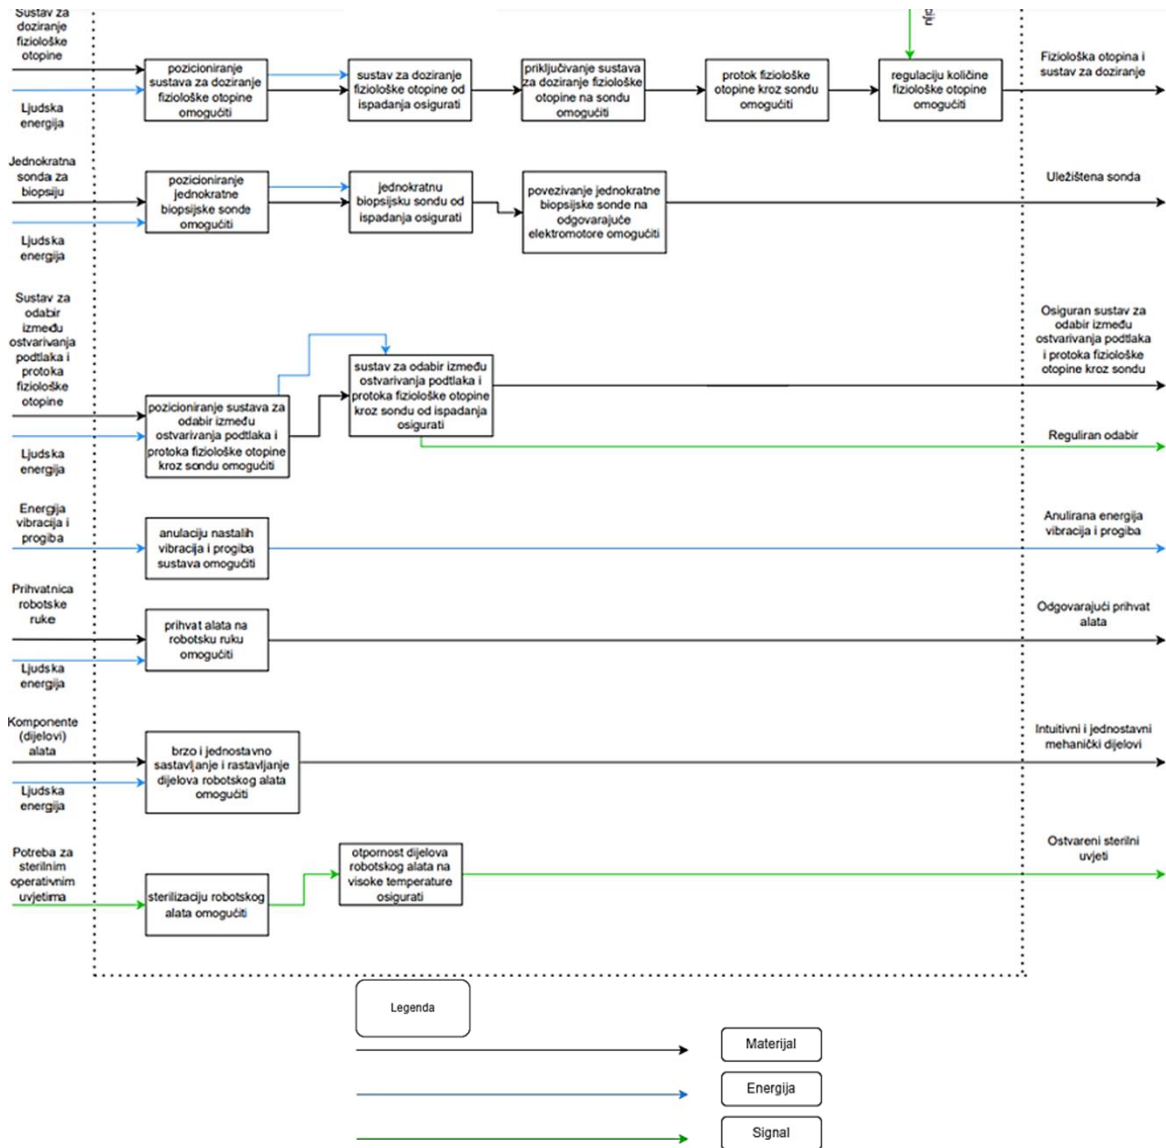 Sustav za
doziranje
fiziološke
otopine
Ljudska
energija
pozicioniranje
sustava za doziranje
fiziološke otopine
omogućiti
sustav za doziranje
fiziološke otopine od
ispadanja osigurati
priključivanje sustava
za doziranje fiziološke
otopine na sondu
omogućiti
protok fiziološke
otopine kroz sondu
omogućiti
regulaciju količine
fiziološke otopine
omogućiti
Fiziološka otopina i
sustav za doziranje
Jednokratna
sonda za
biopsiju
Ljudska
energija
pozicioniranje
jednokratne
biopsijske sonde
omogućiti
jednokratnu
biopsijsku sondu od
ispadanja osigurati
povezivanje jednokratne
biopsijske sonde na
odgovarajuće
elektromotore omogućiti
Uležištena sonda
Sustav za
odabir
između
ostvarivanja
podtlaka i
protoka
fiziološke
otopine
Ljudska
energija
pozicioniranje sustava za
odabir između
ostvarivanja podtlaka i
protoka fiziološke otopine
kroz sondu omogućiti
sustav za odabir između
ostvarivanja podtlaka i
protoka fiziološke otopine
kroz sondu od ispadanja
osigurati
Osiguran sustav za
odabir između
ostvarivanja podtlaka
i protoka fiziološke
otopine kroz sondu
Reguliran odabir
Energija
vibracija i
progiba
anulaciju nastalih
vibracija i progiba
sustava omogućiti
Anulirana energija
vibracija i progiba
Prihvatnica
robotske
ruke
Ljudska
energija
prihvat alata na
robotsku ruku
omogućiti
Odgovarajući prihvat
alata
Komponente
(dijelovi)
alata
Ljudska
energija
brzo i jednostavno
sastavljanje i rastavljanje
dijelova robotskog alata
omogućiti
Intuitivni i jednostavni
mehanički dijelovi
Potreba za
sterilnim
operativnim
uvjetima
sterilizaciju robotskog
alata omogućiti
otpornost dijelova
robotskog alata na
visoke temperature
osigurati
Ostvareni sterilni
uvjeti
Legenda
Materijal
Energija
Signal